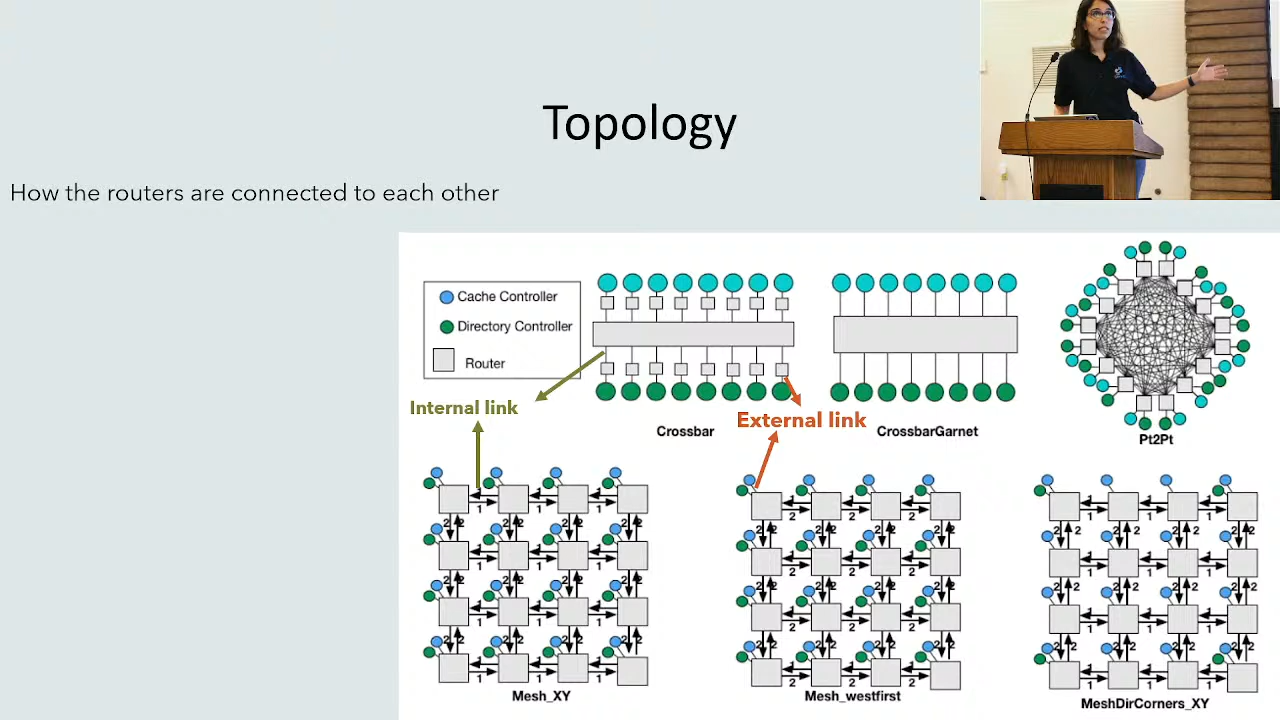 Topology
How the routers are connected to each other
Cache Controller
Directory Controller
Router
Internal link
External link
Crossbar
CrossbarGarnet
Pt2Pt
Mesh_XY
Mesh_westfirst
MeshDirCorners_XY